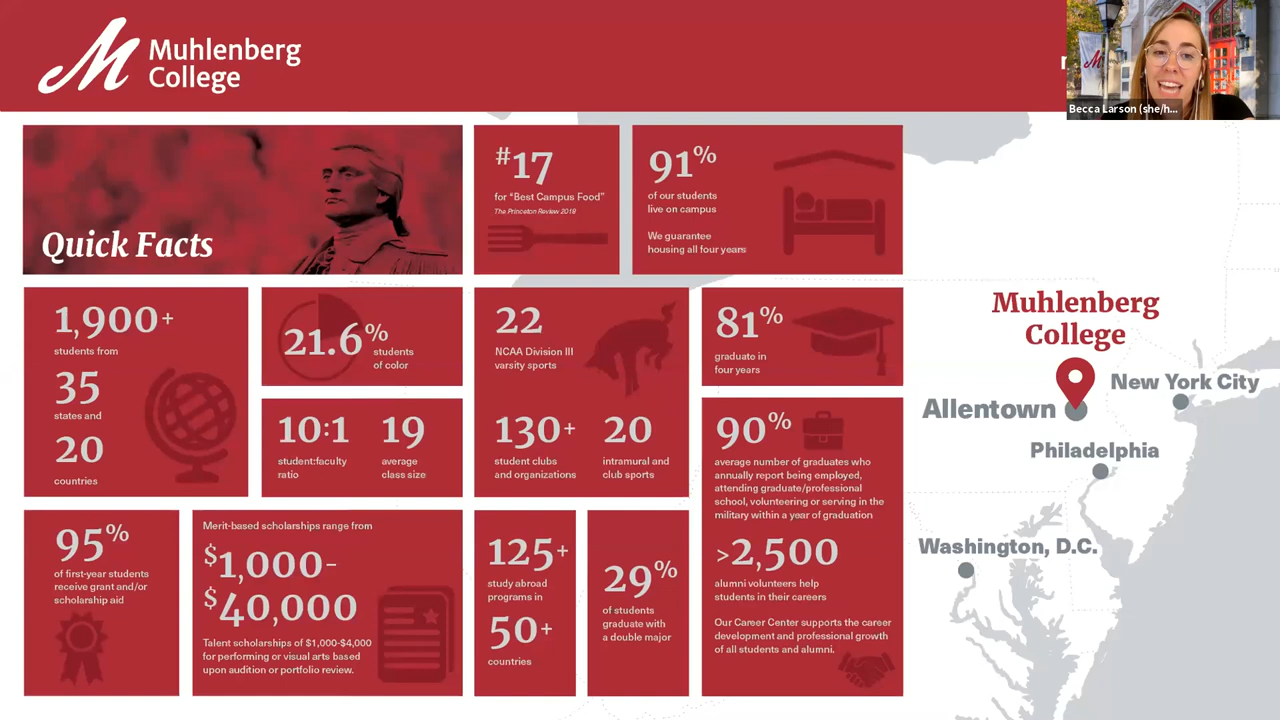 Muhlenberg
College
Becca Larson (she/h...
Quick Facts
#17
for "Best Campus Food"
The Princeton Review 2018
91%
of our students
live on campus
We guarantee
housing all four years
1,900+
students from
35
states and
20
countries
21.6%
students
of color
10:1
student:faculty
ratio
19
average
class size
22
NCAA Division III
varsity sports
130+
student clubs
and organizations
20
intramural and
club sports
81%
graduate in
four years
90%
average number of graduates who
annually report being employed,
attending graduate/professional
school, volunteering or serving in the
military within a year of graduation
>2,500
alumni volunteers help
students in their careers
Our Career Center supports the career
development and professional growth
of all students and alumni.
95%
of first-year students
receive grant and/or
scholarship aid
Merit-based scholarships range from
$1,000-
$40,000
Talent scholarships of $1,000-$4,000
for performing or visual arts based
upon audition or portfolio review.
125+
study abroad
programs in
50+
countries
29%
of students
graduate with
a double major
Muhlenberg
College
New York City
Allentown
Philadelphia
Washington, D.C.